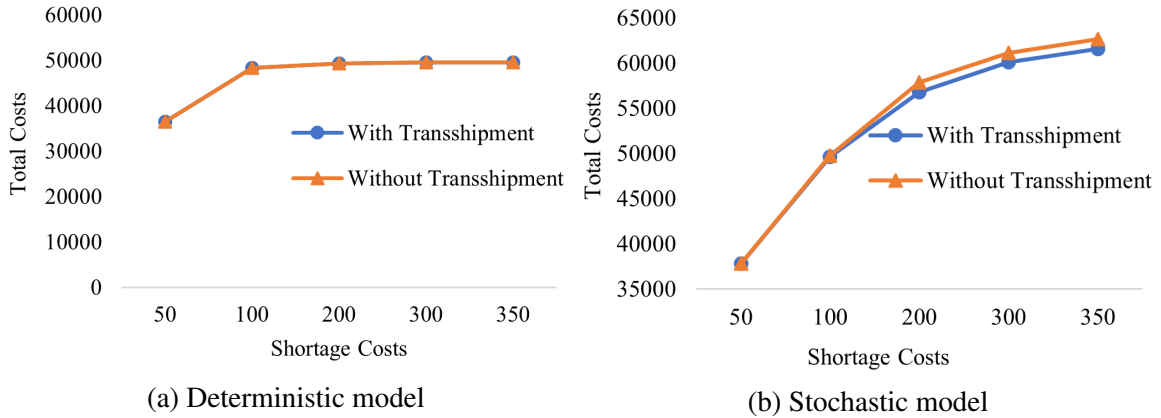 60000
50000
40000
30000
20000
10000
0
Total Costs
With Transshipment
Without Transshipment
50 100 200 300 350
Shortage Costs
(a) Deterministic model
65000
60000
55000
50000
45000
40000
35000
Total Costs
With Transshipment
Without Transshipment
50 100 200 300 350
Shortage Costs
(b) Stochastic model